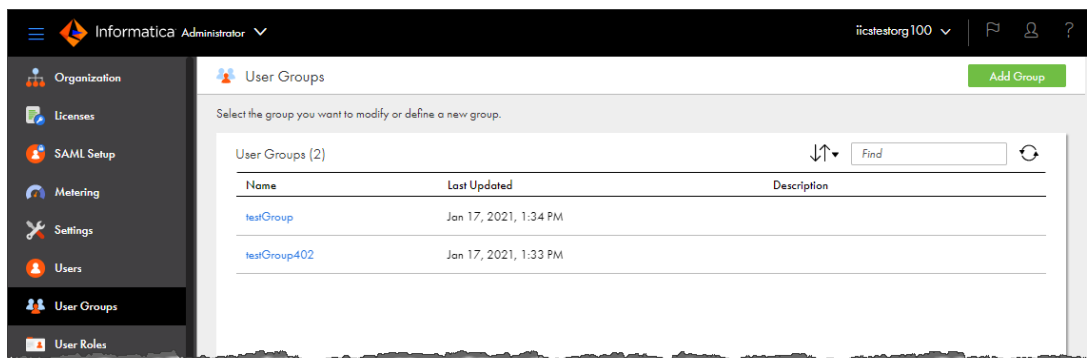 Informatica Administrator
iicstestorg100
?
Organization
Licenses
SAML Setup
Metering
Settings
Users
User Groups
User Roles
User Groups
Add Group
Select the group you want to modify or define a new group.
User Groups (2)
Find
Name Last Updated Description
testGroup Jan 17, 2021, 1:34 PM
testGroup402 Jan 17, 2021, 1:33 PM